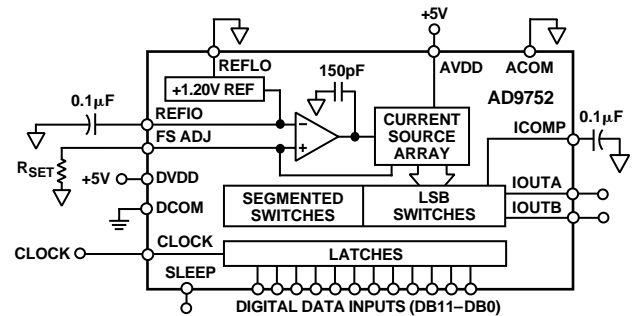 +5V
REFLO
150pF
AVDD
ACOM
+1.20V REF
AD9752
0.1µF
REFIO
–
+
CURRENT
SOURCE
ARRAY
ICOMP
0.1µF
FS ADJ
RSET
+5V
DVDD
DCOM
SEGMENTED
SWITCHES
LSB
SWITCHES
IOUTA
IOUTB
CLOCK
CLOCK
LATCHES
SLEEP
DIGITAL DATA INPUTS (DB11–DB0)